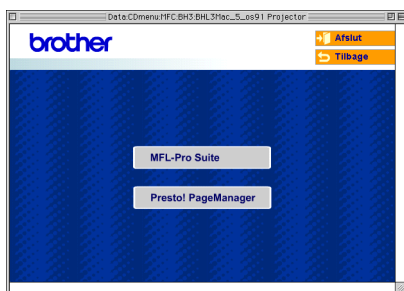 Data:CDmenu:MFC:BH3:BHL3Mac_5_os91 Projector
brother
Afslut
Tilbage
MFL-Pro Suite
Presto! PageManager